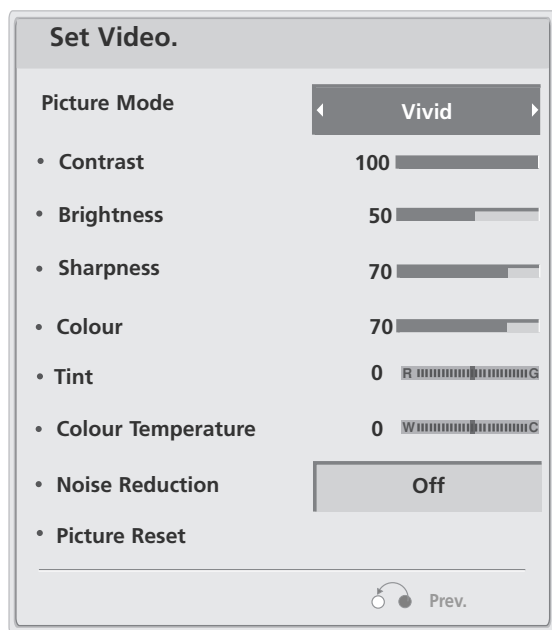 Set Video.
Picture Mode Vivid
• Contrast 100
• Brightness 50
• Sharpness 70
• Colour 70
• Tint 0 R G
• Colour Temperature 0 W C
• Noise Reduction Off
• Picture Reset
Prev.